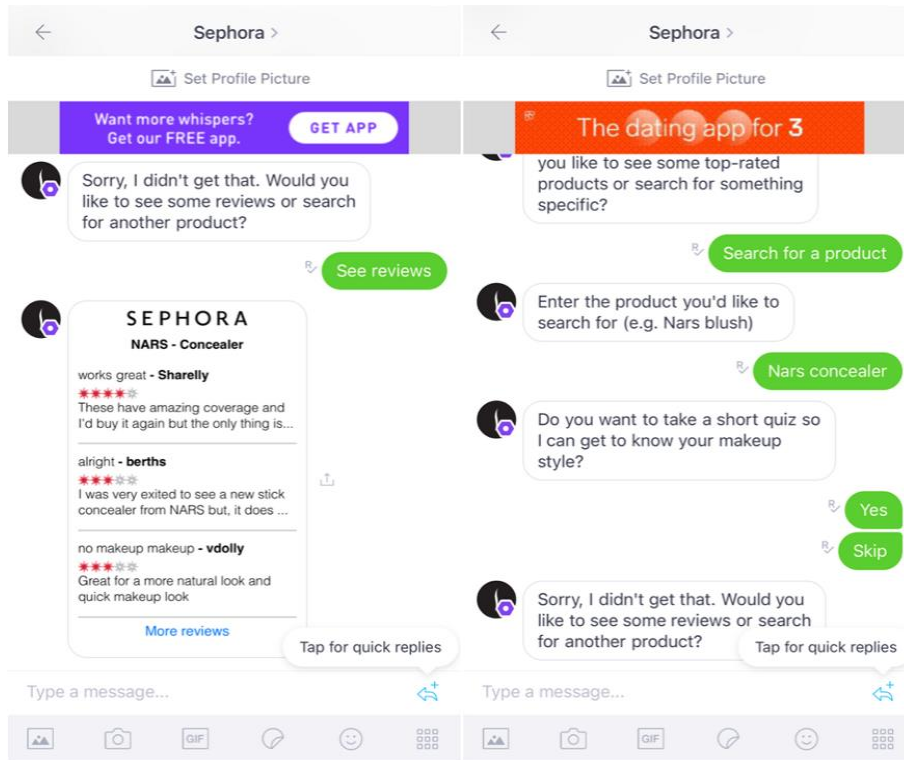 Sephora >
Set Profile Picture
Want more whispers?
Get our FREE app.
GET APP
Sorry, I didn't get that. Would you
like to see some reviews or search
for another product?
R
See reviews
SEPHORA
NARS - Concealer
works great - Sharelly
These have amazing coverage and
I'd buy it again but the only thing is...
alright - berths
I was very exited to see a new stick
concealer from NARS but, it does ...
no makeup makeup - vdolly
Great for a more natural look and
quick makeup look
More reviews
Tap for quick replies
Type a message...
GIF
Sephora >
Set Profile Picture
The dating app for 3
you like to see some top-rated
products or search for something
specific?
R
Search for a product
Enter the product you'd like to
search for (e.g. Nars blush)
R
Nars concealer
Do you want to take a short quiz so
I can get to know your makeup
style?
R
Yes
R
Skip
Sorry, I didn't get that. Would you
like to see some reviews or search
for another product?
Tap for quick replies
Type a message...
GIF